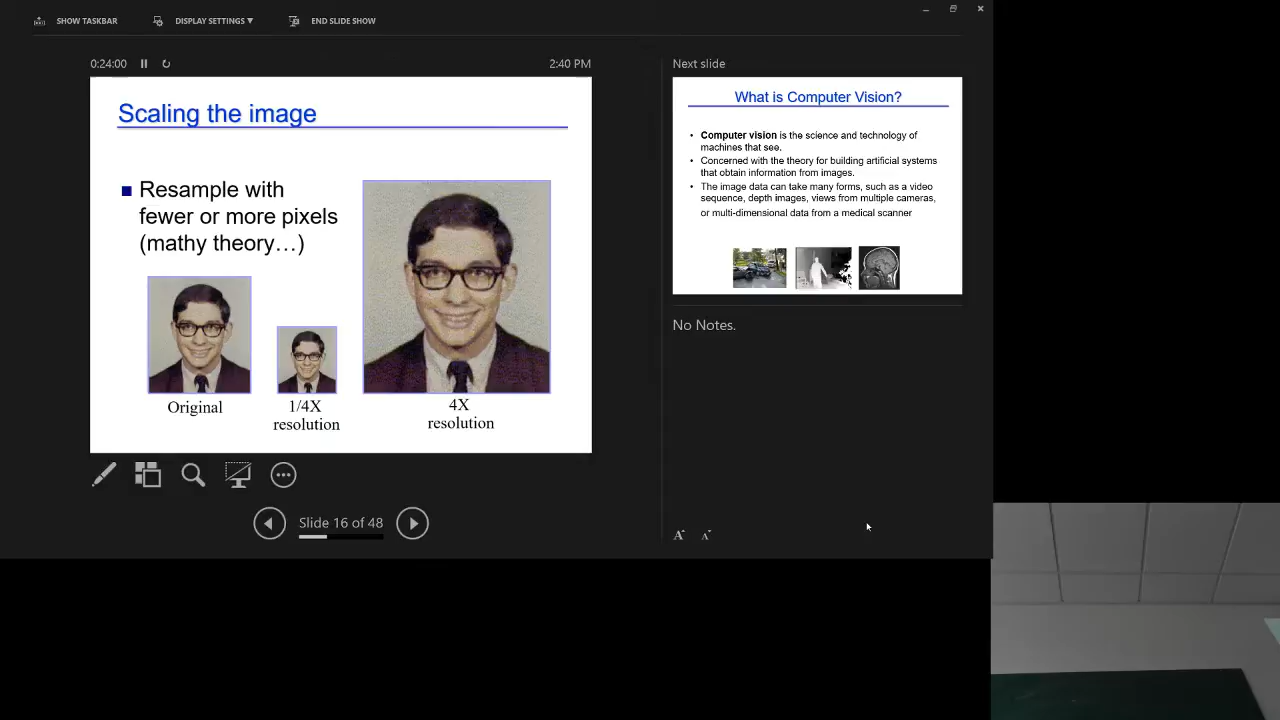 SHOW TASKBAR
DISPLAY SETTINGS ▼
END SLIDE SHOW
0:24:00
2:40 PM
Scaling the image
Resample with
fewer or more pixels
(mathy theory…)
Original
1/4X
resolution
4X
resolution
Slide 16 of 48
Next slide
What is Computer Vision?
• Computer vision is the science and technology of
machines that see.
• Concerned with the theory for building artificial systems
that obtain information from images.
• The image data can take many forms, such as a video
sequence, depth images, views from multiple cameras,
or multi-dimensional data from a medical scanner
No Notes.
A A